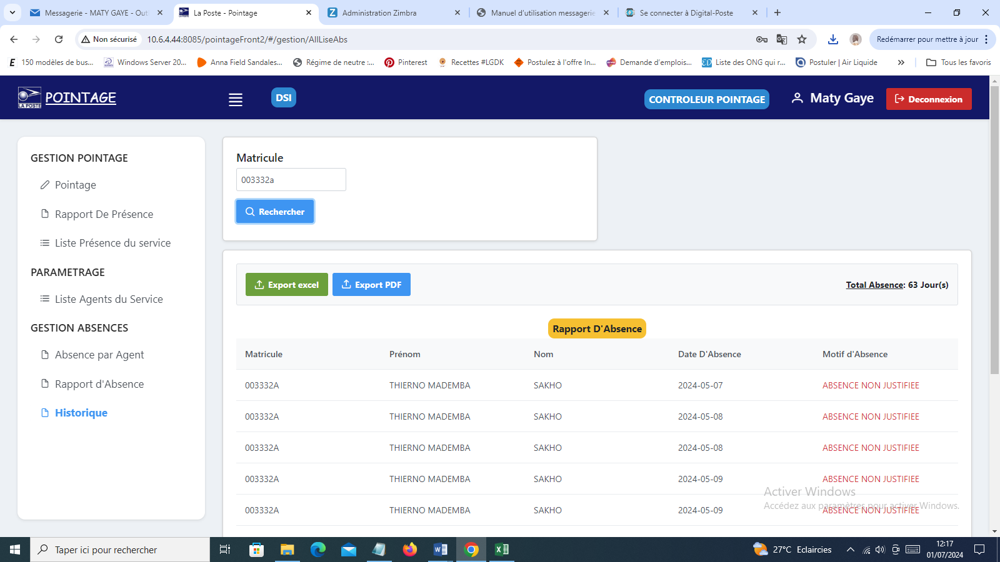 Messagerie - MATY GAYE - Out
La Poste - Pointage
Administration Zimbra
Manuel d'utilisation messagerie
Se connecter à Digital-Poste
Non sécurisé
10.6.4.44:8085/pointageFront2/#/gestion/AllLiseAbs
Redémarrer pour mettre à jour
150 modèles de bus...
Windows Server 20...
Anna Field Sandales...
Régime de neutre :...
Pinterest
Recettes #LGDK
Postulez à l'offre In...
Demande d'emplois...
Liste des ONG qui r...
Postuler | Air Liquide
Tous les favoris
LA POSTE
POINTAGE
DSI
CONTROLEUR POINTAGE
Maty Gaye
Deconnexion
GESTION POINTAGE
Pointage
Rapport De Présence
Liste Présence du service
PARAMETRAGE
Liste Agents du Service
GESTION ABSENCES
Absence par Agent
Rapport d'Absence
Historique
Matricule
003332a
Rechercher
Export excel
Export PDF
Total Absence: 63 Jour(s)
Rapport D'Absence
Matricule Prénom Nom Date D'Absence Motif d'Absence
003332A THIERNO MADEMBA SAKHO 2024-05-07 ABSENCE NON JUSTIFIEE
003332A THIERNO MADEMBA SAKHO 2024-05-08 ABSENCE NON JUSTIFIEE
003332A THIERNO MADEMBA SAKHO 2024-05-08 ABSENCE NON JUSTIFIEE
003332A THIERNO MADEMBA SAKHO 2024-05-09 ABSENCE NON JUSTIFIEE
003332A THIERNO MADEMBA SAKHO 2024-05-09 ABSENCE NON JUSTIFIEE
Activer Windows
Accédez aux paramètres pour activer Windows.
Taper ici pour rechercher
27°C Eclaircies
12:17
01/07/2024